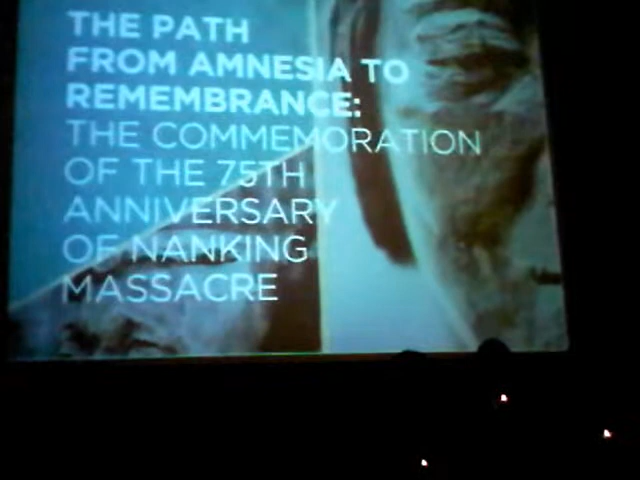 THE PATH
FROM AMNESIA TO
REMEMBRANCE:
THE COMMEMORATION
OF THE 75TH
ANNIVERSARY
OF NANKING
MASSACRE